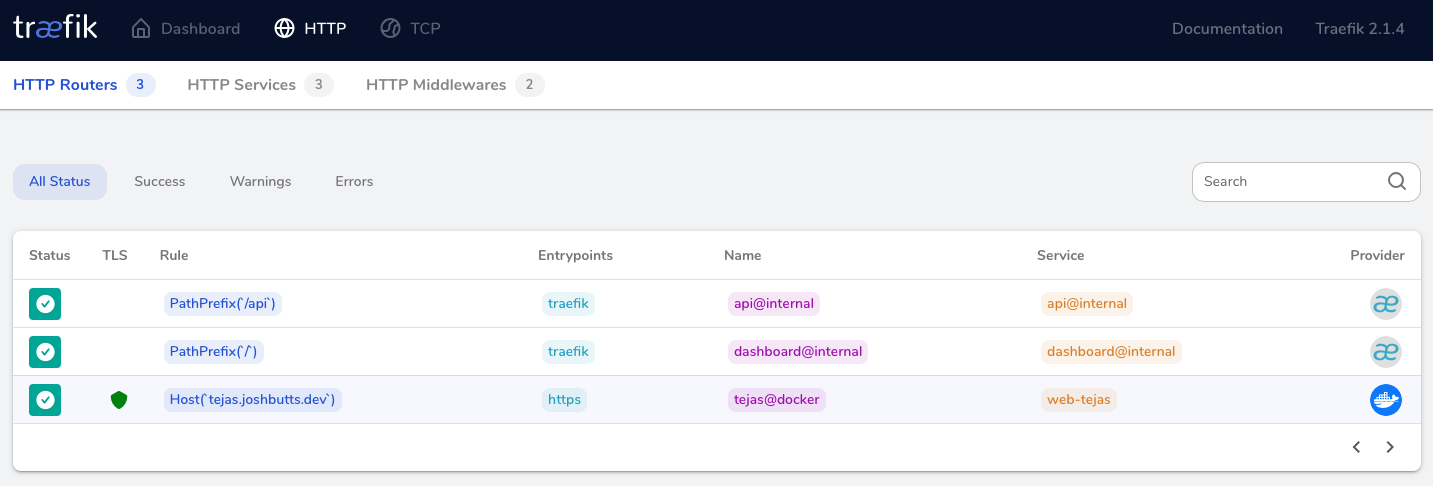 træfik Dashboard HTTP TCP Documentation Traefik 2.1.4
HTTP Routers 3 HTTP Services 3 HTTP Middlewares 2
All Status Success Warnings Errors Search
Status TLS Rule Entrypoints Name Service Provider
PathPrefix(`/api`) traefik api@internal api@internal æ
PathPrefix(`/`) traefik dashboard@internal dashboard@internal æ
Host(`tejas.joshbutts.dev`) https tejas@docker web-tejas